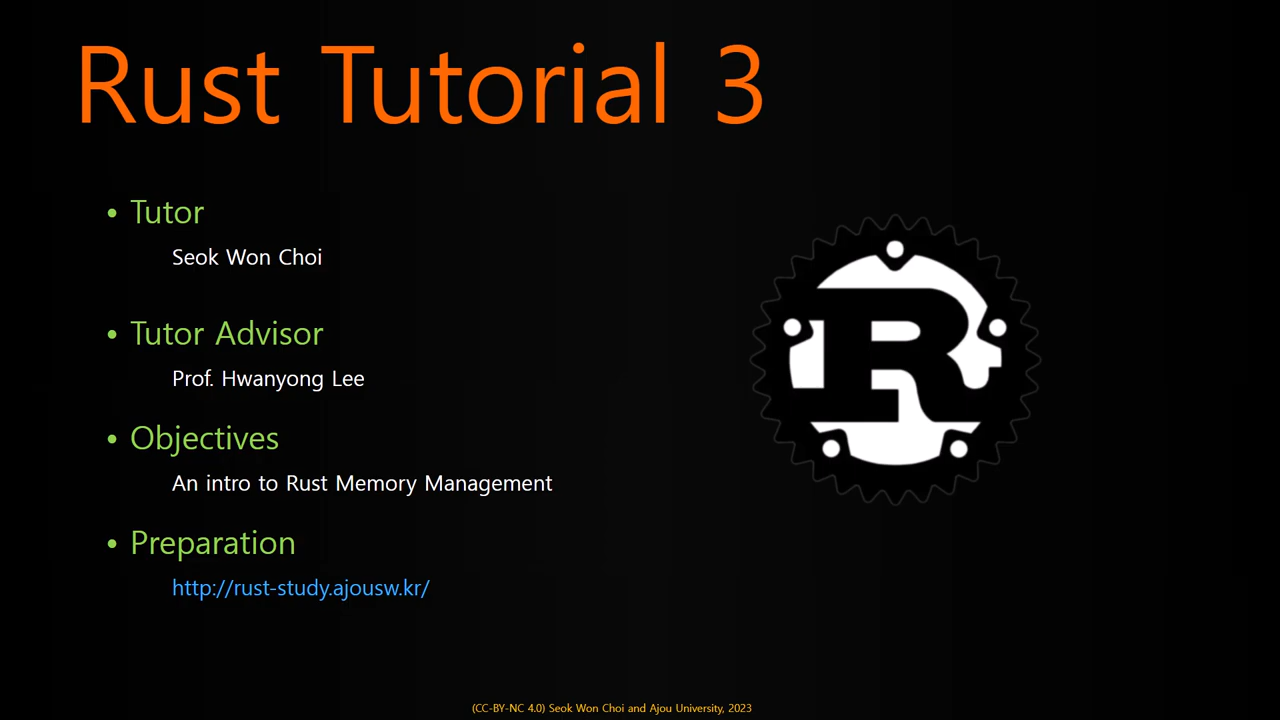 Rust Tutorial 3
• Tutor
Seok Won Choi
• Tutor Advisor
Prof. Hwanyong Lee
• Objectives
An intro to Rust Memory Management
• Preparation
http://rust-study.ajousw.kr/
R
(CC-BY-NC 4.0) Seok Won Choi and Ajou University, 2023